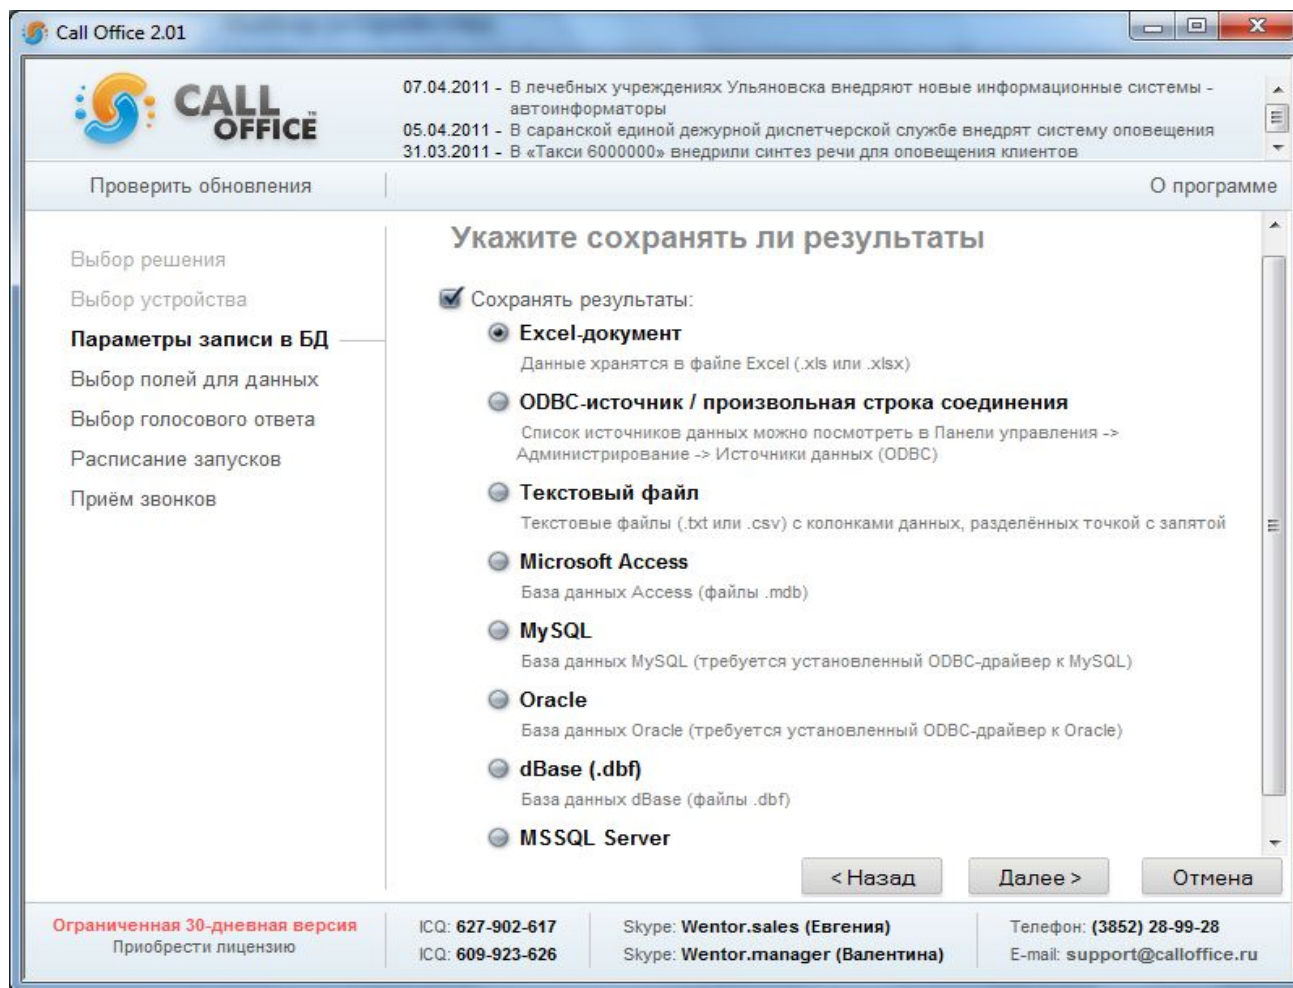 Call Office 2.01
CALL
OFFICE™
07.04.2011 - В лечебных учреждениях Ульяновска внедряют новые информационные системы -
автоинформаторы
05.04.2011 - В саранской единой дежурной диспетчерской службе внедрят систему оповещения
31.03.2011 - В «Такси 6000000» внедрили синтез речи для оповещения клиентов
Проверить обновления
О программе
Выбор решения
Выбор устройства
Параметры записи в БД
Выбор полей для данных
Выбор голосового ответа
Расписание запусков
Приём звонков
Укажите сохранять ли результаты
Сохранять результаты:
Excel-документ
Данные хранятся в файле Excel (.xls или .xlsx)
ODBC-источник / произвольная строка соединения
Список источников данных можно посмотреть в Панели управления ->
Администрирование -> Источники данных (ODBC)
Текстовый файл
Текстовые файлы (.txt или .csv) с колонками данных, разделённых точкой с запятой
Microsoft Access
База данных Access (файлы .mdb)
MySQL
База данных MySQL (требуется установленный ODBC-драйвер к MySQL)
Oracle
База данных Oracle (требуется установленный ODBC-драйвер к Oracle)
dBase (.dbf)
База данных dBase (файлы .dbf)
MSSQL Server
< Назад
Далее >
Отмена
Ограниченная 30-дневная версия
Приобрести лицензию
ICQ: 627-902-617
ICQ: 609-923-626
Skype: Wentor.sales (Евгения)
Skype: Wentor.manager (Валентина)
Телефон: (3852) 28-99-28
E-mail: support@calloffice.ru